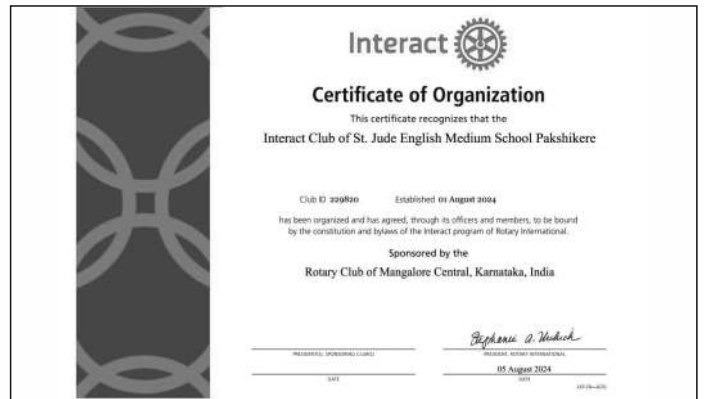 Interact
Certificate of Organization
This certificate recognizes that the
Interact Club of St. Jude English Medium School Pakshikere
Club ID 229820 Established 01 August 2024
has been organized and has agreed, through its officers and members, to be bound
by the constitution and bylaws of the Interact program of Rotary International.
Sponsored by the
Rotary Club of Mangalore Central, Karnataka, India
Stephanie A. Urchick
PRESIDENT(S), SPONSORING CLUB(S) PRESIDENT, ROTARY INTERNATIONAL
05 August 2024
DATE DATE